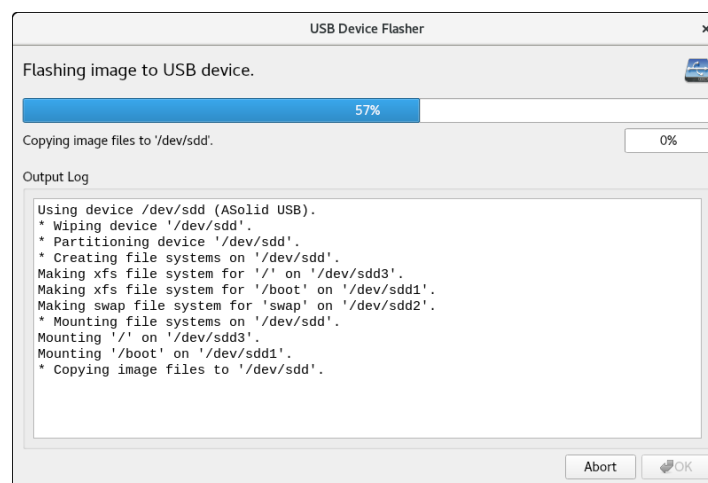 USB Device Flasher
Flashing image to USB device.
57%
Copying image files to '/dev/sdd'.
0%
Output Log
Using device /dev/sdd (ASolid USB).
* Wiping device '/dev/sdd'.
* Partitioning device '/dev/sdd'.
* Creating file systems on '/dev/sdd'.
Making xfs file system for '/' on '/dev/sdd3'.
Making xfs file system for '/boot' on '/dev/sdd1'.
Making swap file system for 'swap' on '/dev/sdd2'.
* Mounting file systems on '/dev/sdd'.
Mounting '/' on '/dev/sdd3'.
Mounting '/boot' on '/dev/sdd1'.
* Copying image files to '/dev/sdd'.
Abort
OK